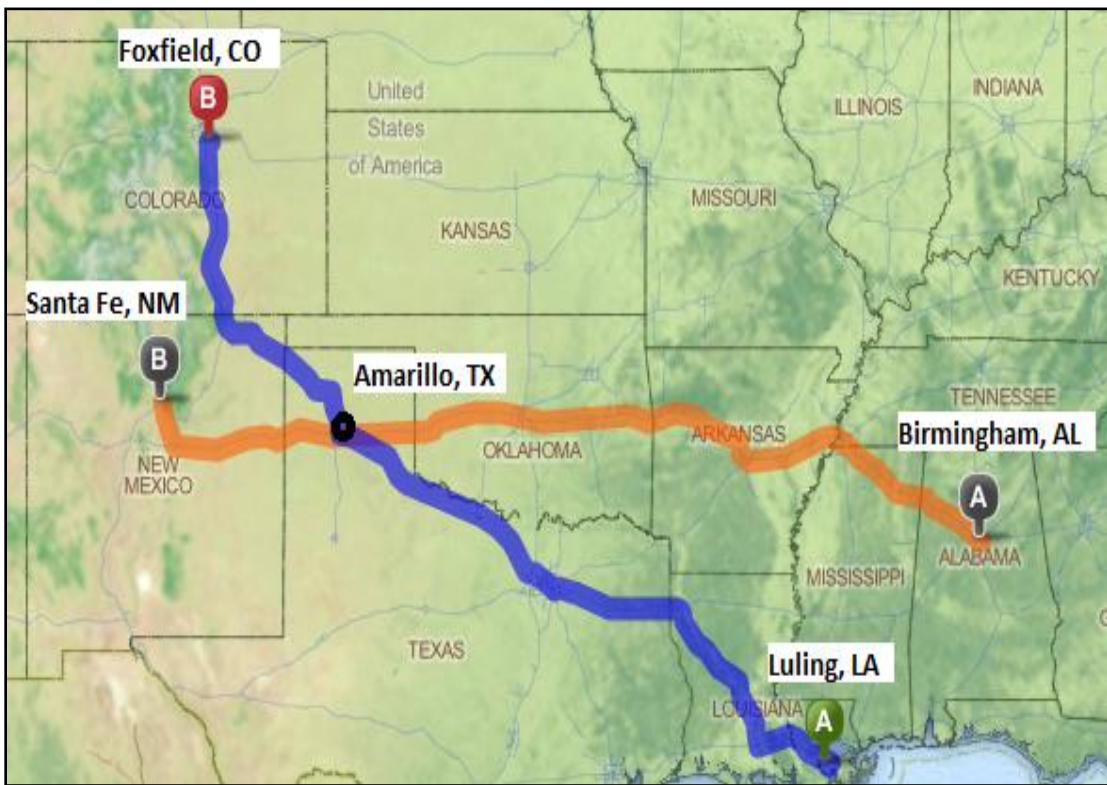 Foxfield, CO
B
United
States
of America
ILLINOIS
INDIANA
COLORADO
MISSOURI
KANSAS
KENTUCKY
Santa Fe, NM
B
Amarillo, TX
TENNESSEE
ARKANSAS
Birmingham, AL
OKLAHOMA
NEW
MEXICO
A
ALABAMA
MISSISSIPPI
TEXAS
Luling, LA
LOUISIANA
A